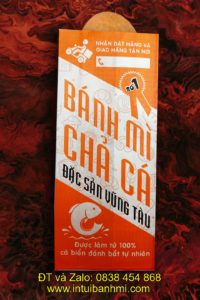 NHẬN ĐẶT HÀNG VÀ
GIAO HÀNG TẬN NƠI
BÁNH MÌ
CHẢ CÁ
ĐẶC SẢN VŨNG TÀU
Được làm từ 100%
cá biển đánh bắt tự nhiên
ĐT và Zalo: 0838 454 868
www.intuibanhmi.com